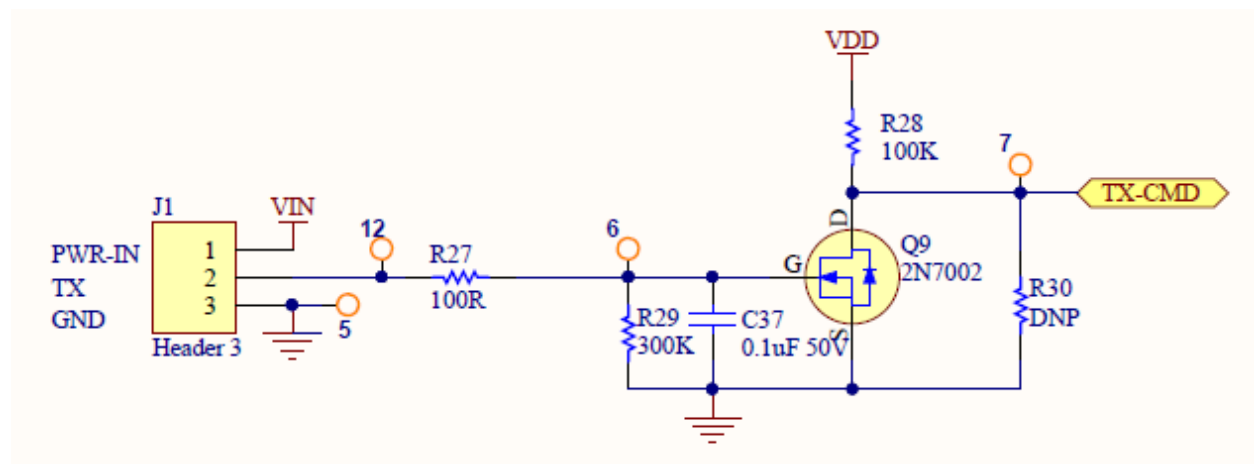 VDD
R28
100K
7
TX-CMD
J1
VIN
PWR-IN
TX
GND
1
2
3
Header 3
12
5
R27
100R
6
G
D
S
Q9
2N7002
R29
300K
C37
0.1uF 50V
R30
DNP